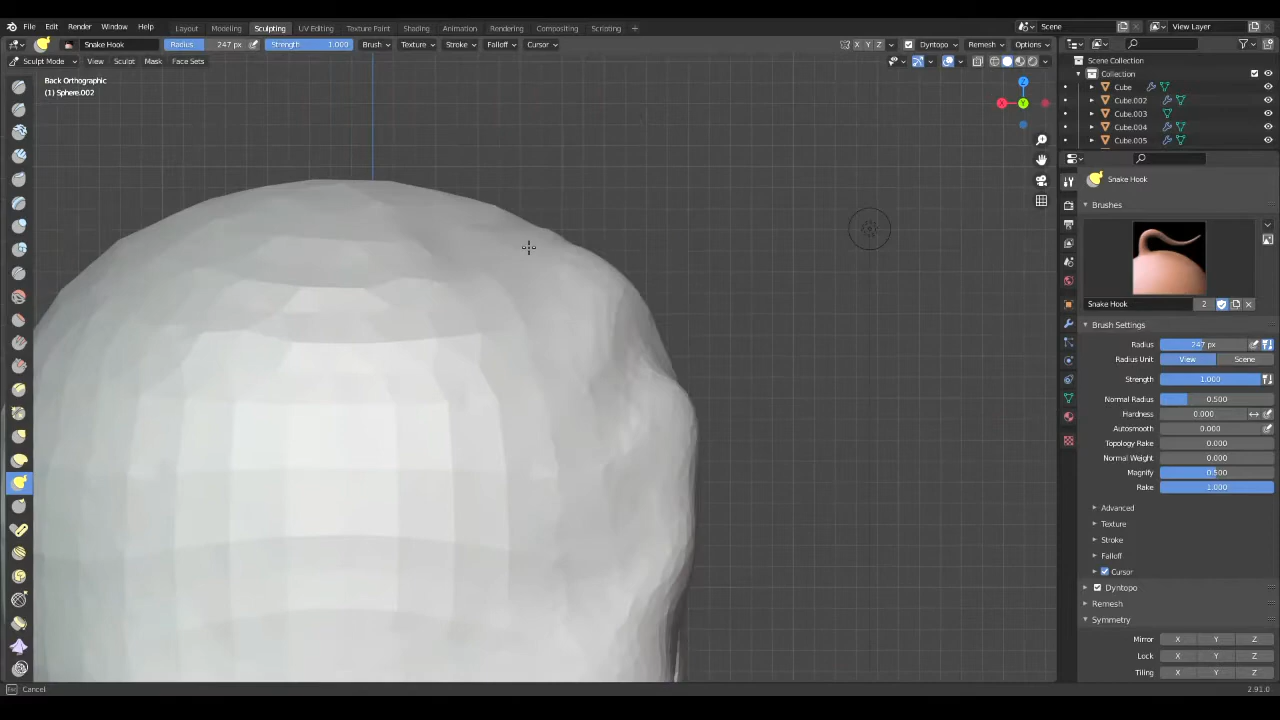 File Edit Render Window Help Layout Modeling Sculpting UV Editing Texture Paint Shading Animation Rendering Compositing Scripting + Scene View Layer
Snake Hook Radius 247 px Strength 1.000 Brush Texture Stroke Falloff Cursor X Y Z Dyntopo Remesh Options
Sculpt Mode View Sculpt Mask Face Sets
Back Orthographic
(1) Sphere.002
Z
X Y
Scene Collection
Collection
Cube
Cube.002
Cube.003
Cube.004
Cube.005
Snake Hook
Brushes
Snake Hook 2
Brush Settings
Radius 247 px
Radius Unit View Scene
Strength 1.000
Normal Radius 0.500
Hardness 0.000
Autosmooth 0.000
Topology Rake 0.000
Normal Weight 0.000
Magnify 0.500
Rake 1.000
Advanced
Texture
Stroke
Falloff
Cursor
Dyntopo
Remesh
Symmetry
Mirror X Y Z
Lock X Y Z
Tiling X Y Z
Esc Cancel 2.91.0